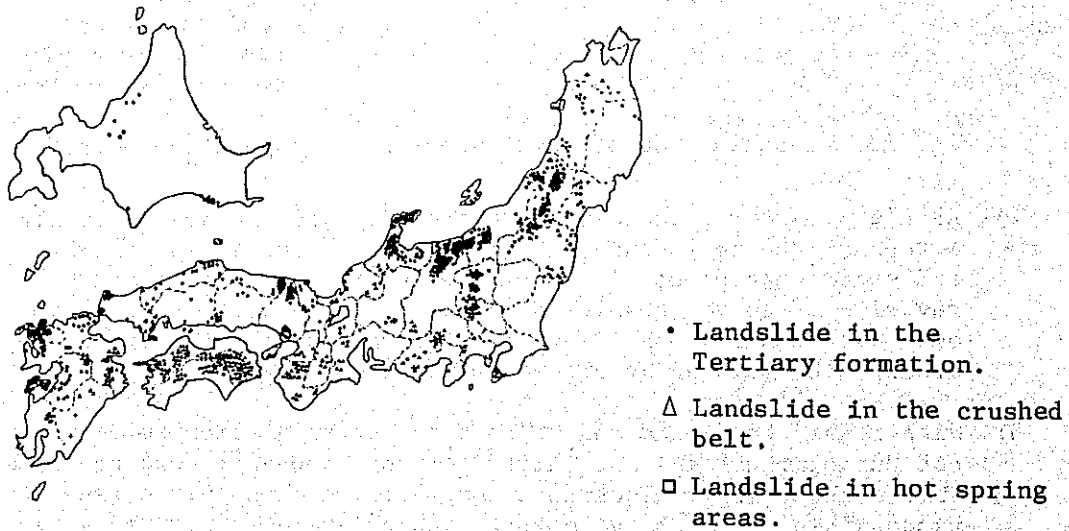 • Landslide in the
Tertiary formation.
△ Landslide in the crushed
belt.
□ Landslide in hot spring
areas.